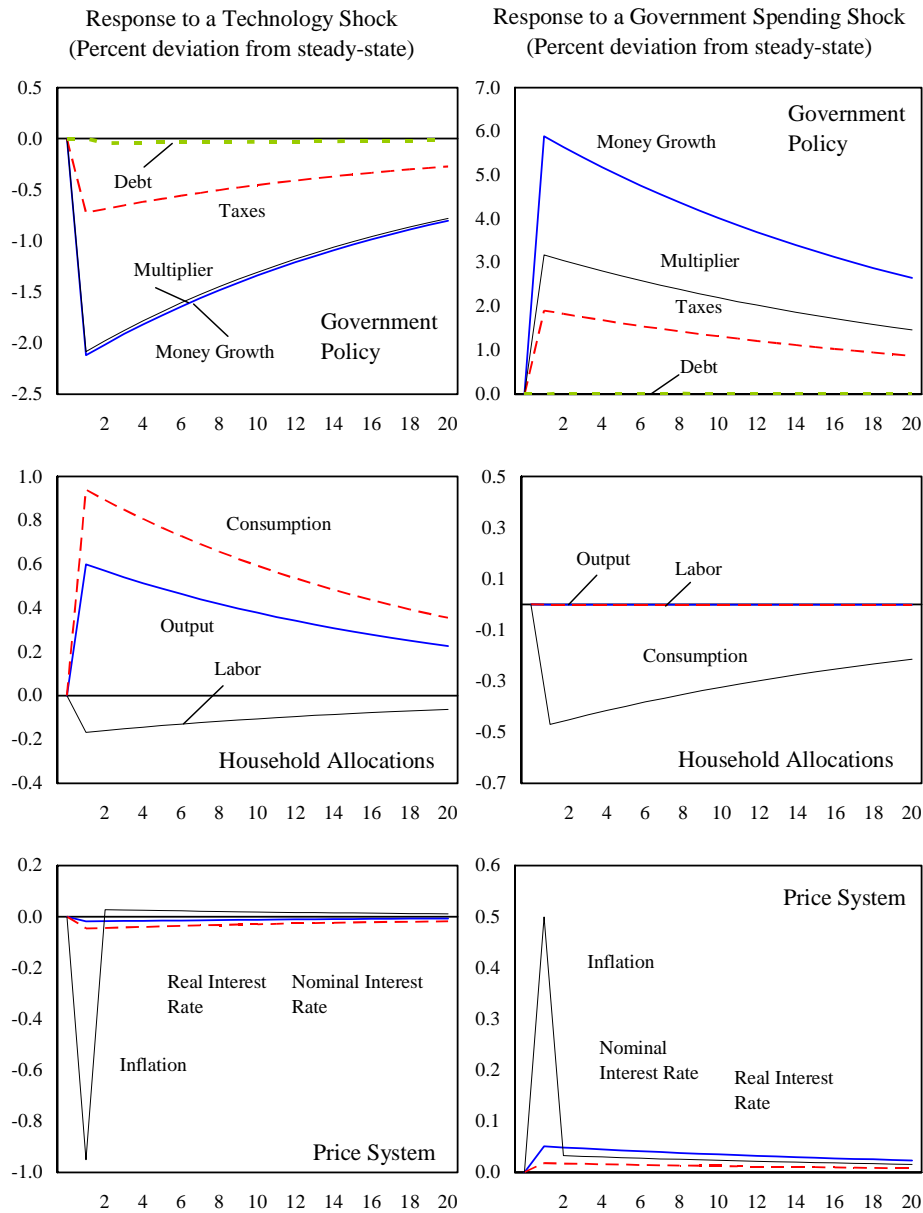 Response to a Technology Shock
(Percent deviation from steady-state)
0.5
0.0
-0.5
-1.0
-1.5
-2.0
-2.5
Debt
Taxes
Multiplier
Money Growth
Government
Policy
2 4 6 8 10 12 14 16 18 20
Response to a Government Spending Shock
(Percent deviation from steady-state)
7.0
6.0
5.0
4.0
3.0
2.0
1.0
0.0
Government
Policy
Money Growth
Multiplier
Taxes
Debt
2 4 6 8 10 12 14 16 18 20
1.0
0.8
0.6
0.4
0.2
0.0
-0.2
-0.4
Consumption
Output
Labor
Household Allocations
2 4 6 8 10 12 14 16 18 20
0.5
0.3
0.1
-0.1
-0.3
-0.5
-0.7
Output
Labor
Consumption
Household Allocations
2 4 6 8 10 12 14 16 18 20
0.2
0.0
-0.2
-0.4
-0.6
-0.8
-1.0
Real Interest
Rate
Nominal Interest
Rate
Inflation
Price System
2 4 6 8 10 12 14 16 18 20
0.6
0.5
0.4
0.3
0.2
0.1
0.0
Price System
Inflation
Nominal
Interest Rate
Real Interest
Rate
2 4 6 8 10 12 14 16 18 20